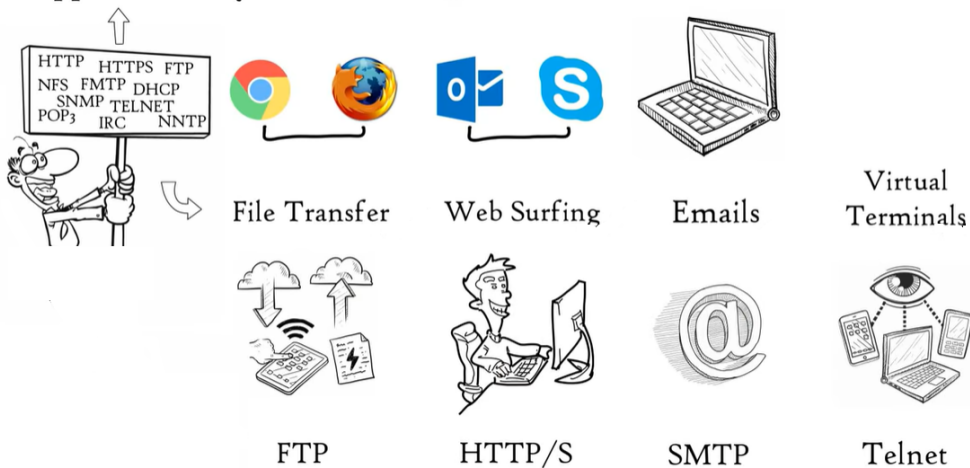 HTTP HTTPS FTP
NFS FMTP DHCP
SNMP TELNET
POP3 IRC NNTP
File Transfer
Web Surfing
Emails
Virtual
Terminals
FTP
HTTP/S
SMTP
Telnet